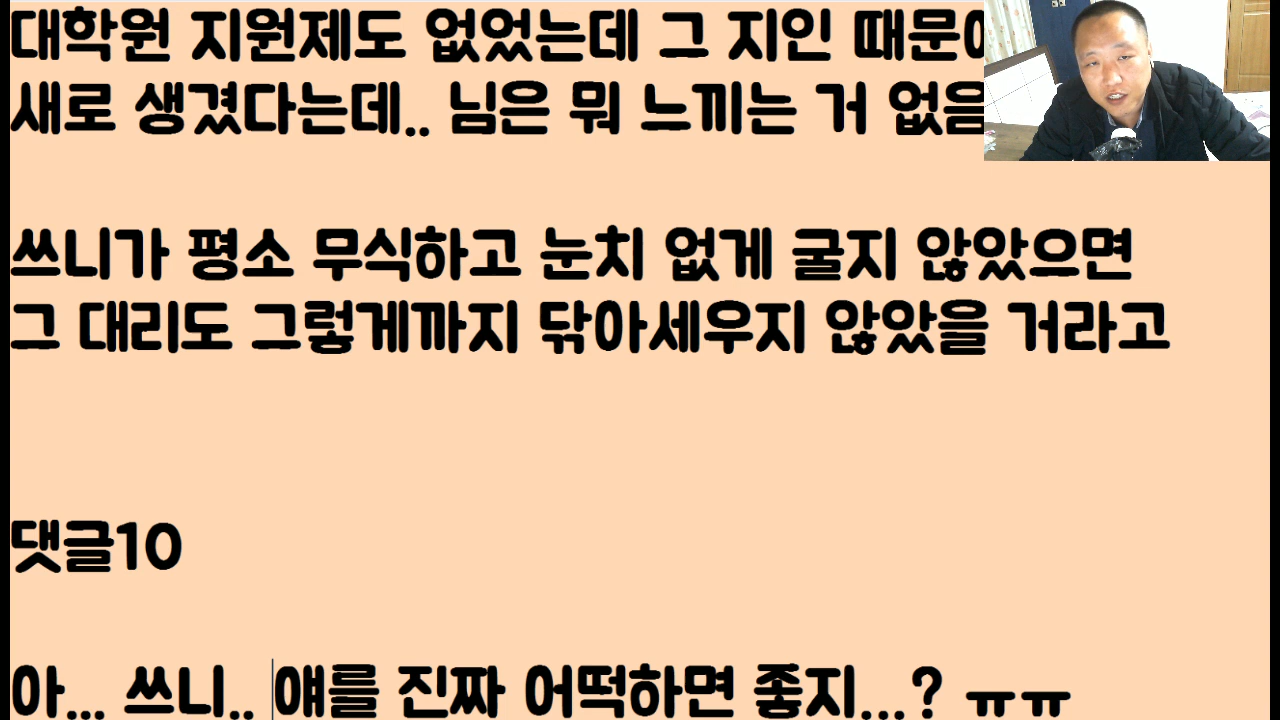 대학원 지원제도 없었는데 그 지인
새로 생겼다는데.. 님은 뭐 느끼는 거 없음
쓰니가 평소 무식하고 눈치 없게 굴지 않았으면
그 대리도 그렇게까지 닦아세우지 않았을 거라고
댓글10
아... 쓰니.. 얘를 진짜 어떡하면 좋지...? ㅠㅠ